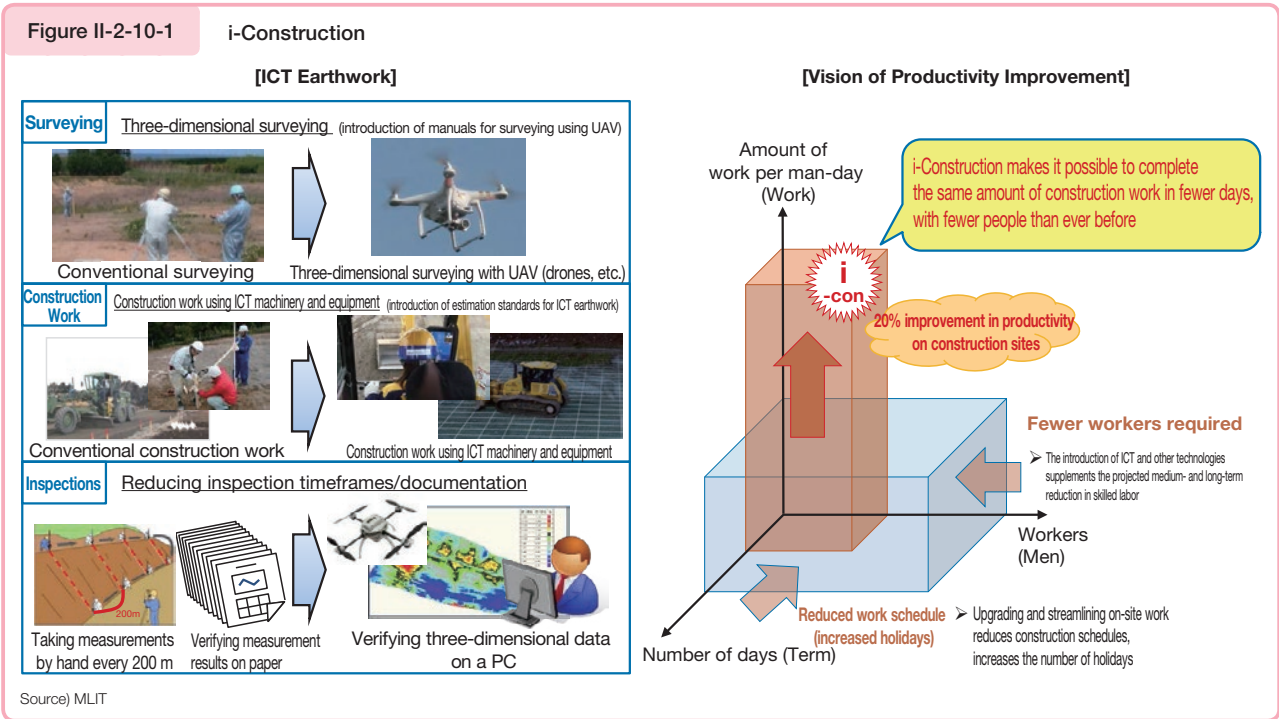 Figure II-2-10-1
i-Construction
[ICT Earthwork]
Surveying
Three-dimensional surveying (introduction of manuals for surveying using UAV)
Conventional surveying
Three-dimensional surveying with UAV (drones, etc.)
Construction
Work
Construction work using ICT machinery and equipment (introduction of estimation standards for ICT earthwork)
Conventional construction work
Construction work using ICT machinery and equipment
Inspections
Reducing inspection timeframes/documentation
200m
Taking measurements
by hand every 200 m
Verifying measurement
results on paper
Verifying three-dimensional data
on a PC
[Vision of Productivity Improvement]
Amount of
work per man-day
(Work)
i-Construction makes it possible to complete
the same amount of construction work in fewer days,
with fewer people than ever before
i
-con
20% improvement in productivity
on construction sites
Fewer workers required
➢ The introduction of ICT and other technologies
supplements the projected medium- and long-term
reduction in skilled labor
Workers
(Men)
Reduced work schedule
(increased holidays)
➢ Upgrading and streamlining on-site work
reduces construction schedules,
increases the number of holidays
Number of days (Term)
Source) MLIT